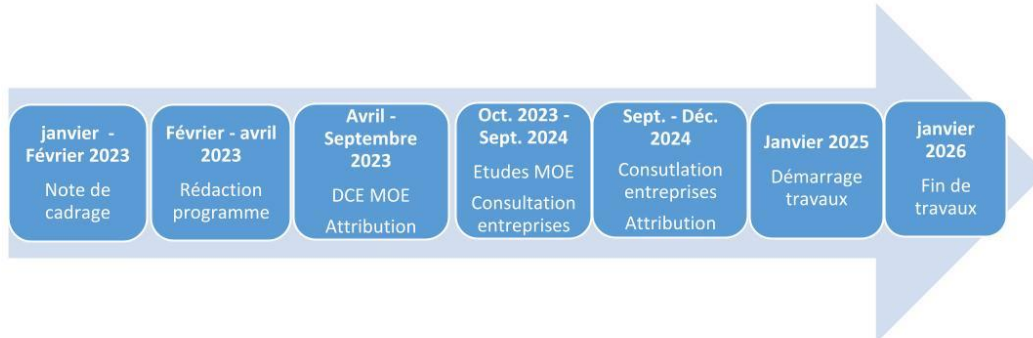 janvier -
Février 2023
Note de
cadrage
Février - avril
2023
Rédaction
programme
Avril -
Septembre
2023
DCE MOE
Attribution
Oct. 2023 -
Sept. 2024
Etudes MOE
Consultation
entreprises
Sept. - Déc.
2024
Consutlation
entreprises
Attribution
Janvier 2025
Démarrage
travaux
janvier
2026
Fin de
travaux